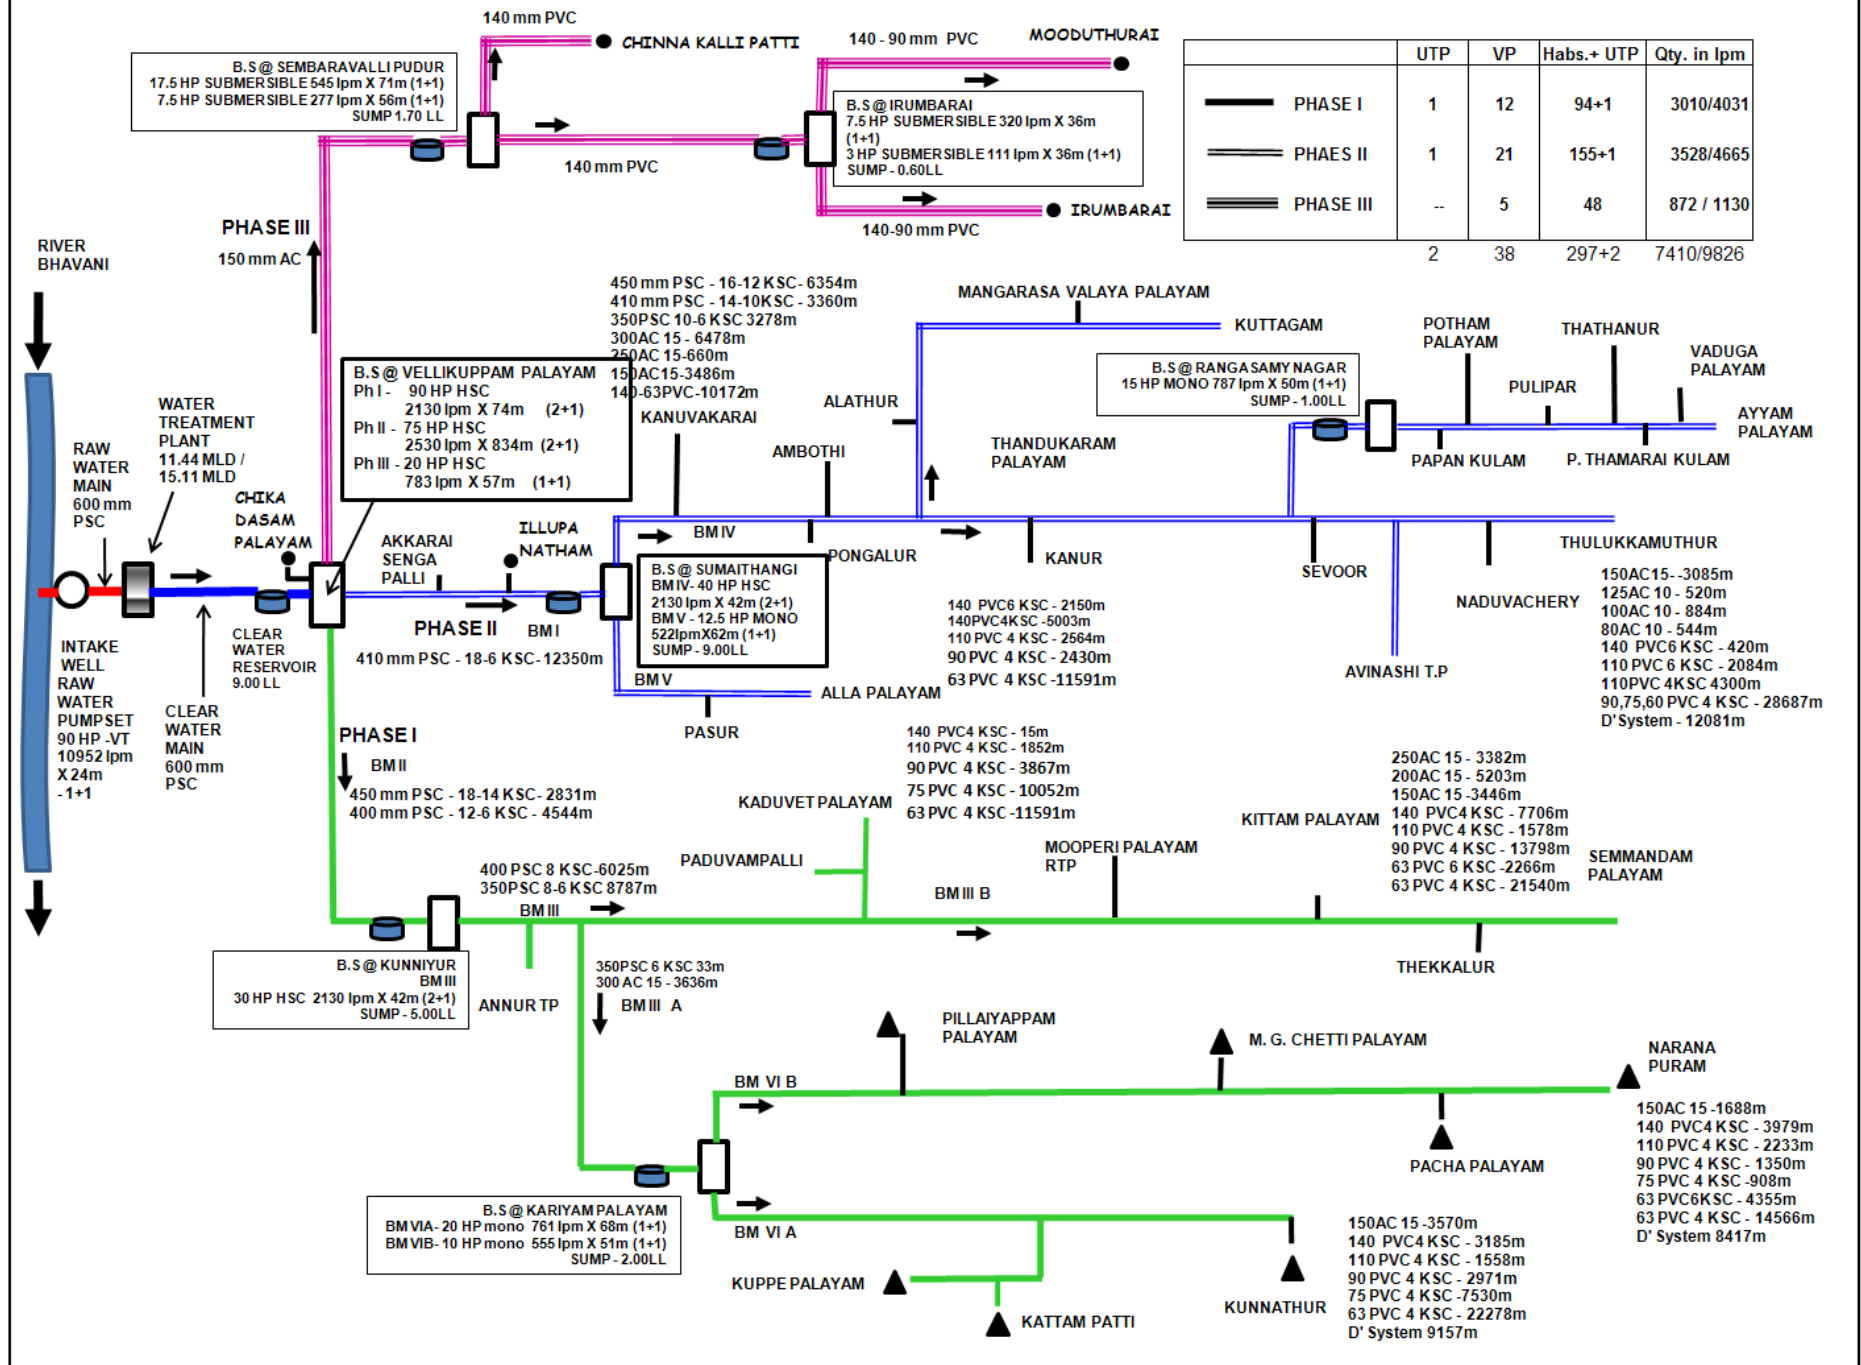 140 mm PVC
CHINNA KALLI PATTI
B.S @ SEMBARAVALLI PUDUR
17.5 HP SUBMERSIBLE 545 lpm X 71m (1+1)
7.5 HP SUBMERSIBLE 277 lpm X 56m (1+1)
SUMP 1.70 LL
140 - 90 mm PVC
MOODUTHURAI
B.S @ IRUMBARAI
7.5 HP SUBMERSIBLE 320 lpm X 36m
(1+1)
3 HP SUBMERSIBLE 111 lpm X 36m (1+1)
SUMP - 0.60LL
140 mm PVC
IRUMBARAI
140-90 mm PVC
UTP VP Habs.+ UTP Qty. in lpm
PHASE I 1 12 94+1 3010/4031
PHAES II 1 21 155+1 3528/4665
PHASE III -- 5 48 872 / 1130
2 38 297+2 7410/9826
PHASE III
150 mm AC
RIVER
BHAVANI
450 mm PSC - 16-12 KSC- 6354m
410 mm PSC - 14-10KSC - 3360m
350PSC 10-6 KSC 3278m
300AC 15 - 6478m
250AC 15-660m
150AC15-3486m
140-63PVC-10172m
KANUVAKARAI
B.S @ VELLIKUPPAM PALAYAM
Ph I - 90 HP HSC
2130 lpm X 74m (2+1)
Ph II - 75 HP HSC
2530 lpm X 834m (2+1)
Ph III - 20 HP HSC
783 lpm X 57m (1+1)
MANGARASA VALAYA PALAYAM
KUTTAGAM
ALATHUR
AMBOTHI
THANDUKARAM
PALAYAM
B.S @ RANGASAMY NAGAR
15 HP MONO 787 lpm X 50m (1+1)
SUMP - 1.00LL
POTHAM
PALAYAM
THATHANUR
VADUGA
PALAYAM
PULIPAR
AYYAM
PALAYAM
PAPAN KULAM
P. THAMARAI KULAM
WATER
TREATMENT
PLANT
11.44 MLD /
15.11 MLD
RAW
WATER
MAIN
600 mm
PSC
CHIKA
DASAM
PALAYAM
AKKARAI
SENGA
PALLI
ILLUPA
NATHAM
BM IV
PONGALUR
KANUR
SEVOOR
THULUKKAMUTHUR
NADUVACHERY
AVINASHI T.P
B.S @ SUMAITHANGI
BM IV- 40 HP HSC
2130 lpm X 42m (2+1)
BM V - 12.5 HP MONO
522lpmX62m (1+1)
SUMP - 9.00LL
140 PVC6 KSC - 2150m
140PVC4KSC -5003m
110 PVC 4 KSC - 2564m
90 PVC 4 KSC - 2430m
63 PVC 4 KSC -11591m
150AC15- -3085m
125AC 10 - 520m
100AC 10 - 884m
80AC 10 - 544m
140 PVC6 KSC - 420m
110 PVC 6 KSC - 2084m
110PVC 4KSC 4300m
90,75,60 PVC 4 KSC - 28687m
D'System - 12081m
PHASE II
BM I
410 mm PSC - 18-6 KSC- 12350m
BM V
ALLA PALAYAM
PASUR
INTAKE
WELL
RAW
WATER
PUMPSET
90 HP -VT
10952 lpm
X 24m
- 1+1
CLEAR
WATER
MAIN
600 mm
PSC
CLEAR
WATER
RESERVOIR
9.00 LL
PHASE I
BM II
450 mm PSC - 18-14 KSC- 2831m
400 mm PSC - 12-6 KSC - 4544m
140 PVC4 KSC - 15m
110 PVC 4 KSC - 1852m
90 PVC 4 KSC - 3867m
75 PVC 4 KSC - 10052m
63 PVC 4 KSC -11591m
KADUVET PALAYAM
PADUVAMPALLI
MOOPERI PALAYAM
RTP
KITTAM PALAYAM
250AC 15 - 3382m
200AC 15 - 5203m
150AC 15 -3446m
140 PVC4 KSC - 7706m
110 PVC 4 KSC - 1578m
90 PVC 4 KSC - 13798m
63 PVC 6 KSC -2266m
63 PVC 4 KSC - 21540m
SEMMANDAM
PALAYAM
400 PSC 8 KSC-6025m
350PSC 8-6 KSC 8787m
BM III
BM III B
THEKKALUR
B.S @ KUNNIYUR
BM III
30 HP HSC 2130 lpm X 42m (2+1)
SUMP - 5.00LL
ANNUR TP
350PSC 6 KSC 33m
300 AC 15 - 3636m
BM III A
PILLAIYAPPAM
PALAYAM
M. G. CHETTI PALAYAM
NARANA
PURAM
BM VI B
PACHA PALAYAM
150AC 15 -1688m
140 PVC4 KSC - 3979m
110 PVC 4 KSC - 2233m
90 PVC 4 KSC - 1350m
75 PVC 4 KSC -908m
63 PVC6KSC - 4355m
63 PVC 4 KSC - 14566m
D' System 8417m
B.S @ KARIYAM PALAYAM
BM VIA- 20 HP mono 761 lpm X 68m (1+1)
BM VIB- 10 HP mono 555 lpm X 51m (1+1)
SUMP - 2.00LL
BM VI A
KUPPE PALAYAM
KATTAM PATTI
KUNNATHUR
150AC 15 -3570m
140 PVC4 KSC - 3185m
110 PVC 4 KSC - 1558m
90 PVC 4 KSC - 2971m
75 PVC 4 KSC -7530m
63 PVC 4 KSC - 22278m
D' System 9157m